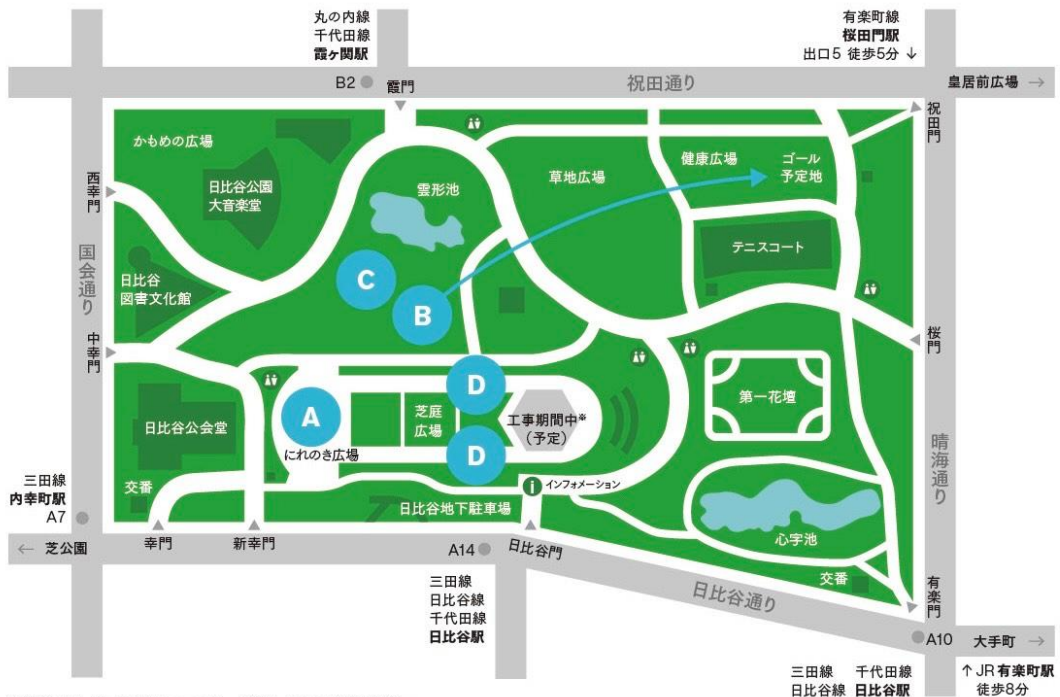 丸の内線
千代田線
霞ヶ関駅
有楽町線
桜田門駅
出口5 徒歩5分 ↓
B2
霞門
祝田通り
皇居前広場 →
祝田門
かもめの広場
日比谷公園
大音楽堂
雲形池
草地広場
健康広場
ゴール
予定地
西幸門
国会通り
日比谷
図書文化館
テニスコート
C
B
中幸門
桜門
D
A
芝庭
広場
工事期間中※
(予定)
第一花壇
日比谷公会堂
にれのき広場
D
晴海通り
三田線
内幸町駅
A7
交番
i インフォメーション
日比谷地下駐車場
心字池
← 芝公園
幸門
新幸門
A14
日比谷門
日比谷通り
交番
有楽門
三田線
日比谷線
千代田線
日比谷駅
A10
大手町 →
三田線 千代田線
日比谷線 日比谷駅
↑ JR有楽町駅
徒歩8分